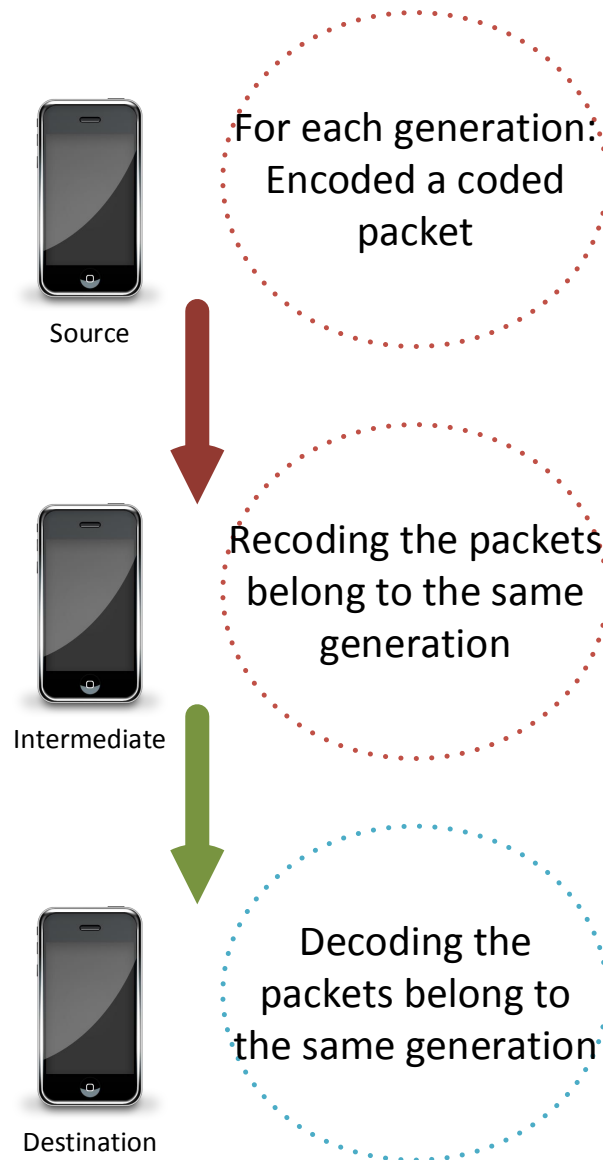 For each generation:
Encoded a coded
packet
Source
Recoding the packets
belong to the same
generation
Intermediate
Decoding the
packets belong to
the same generation
Destination